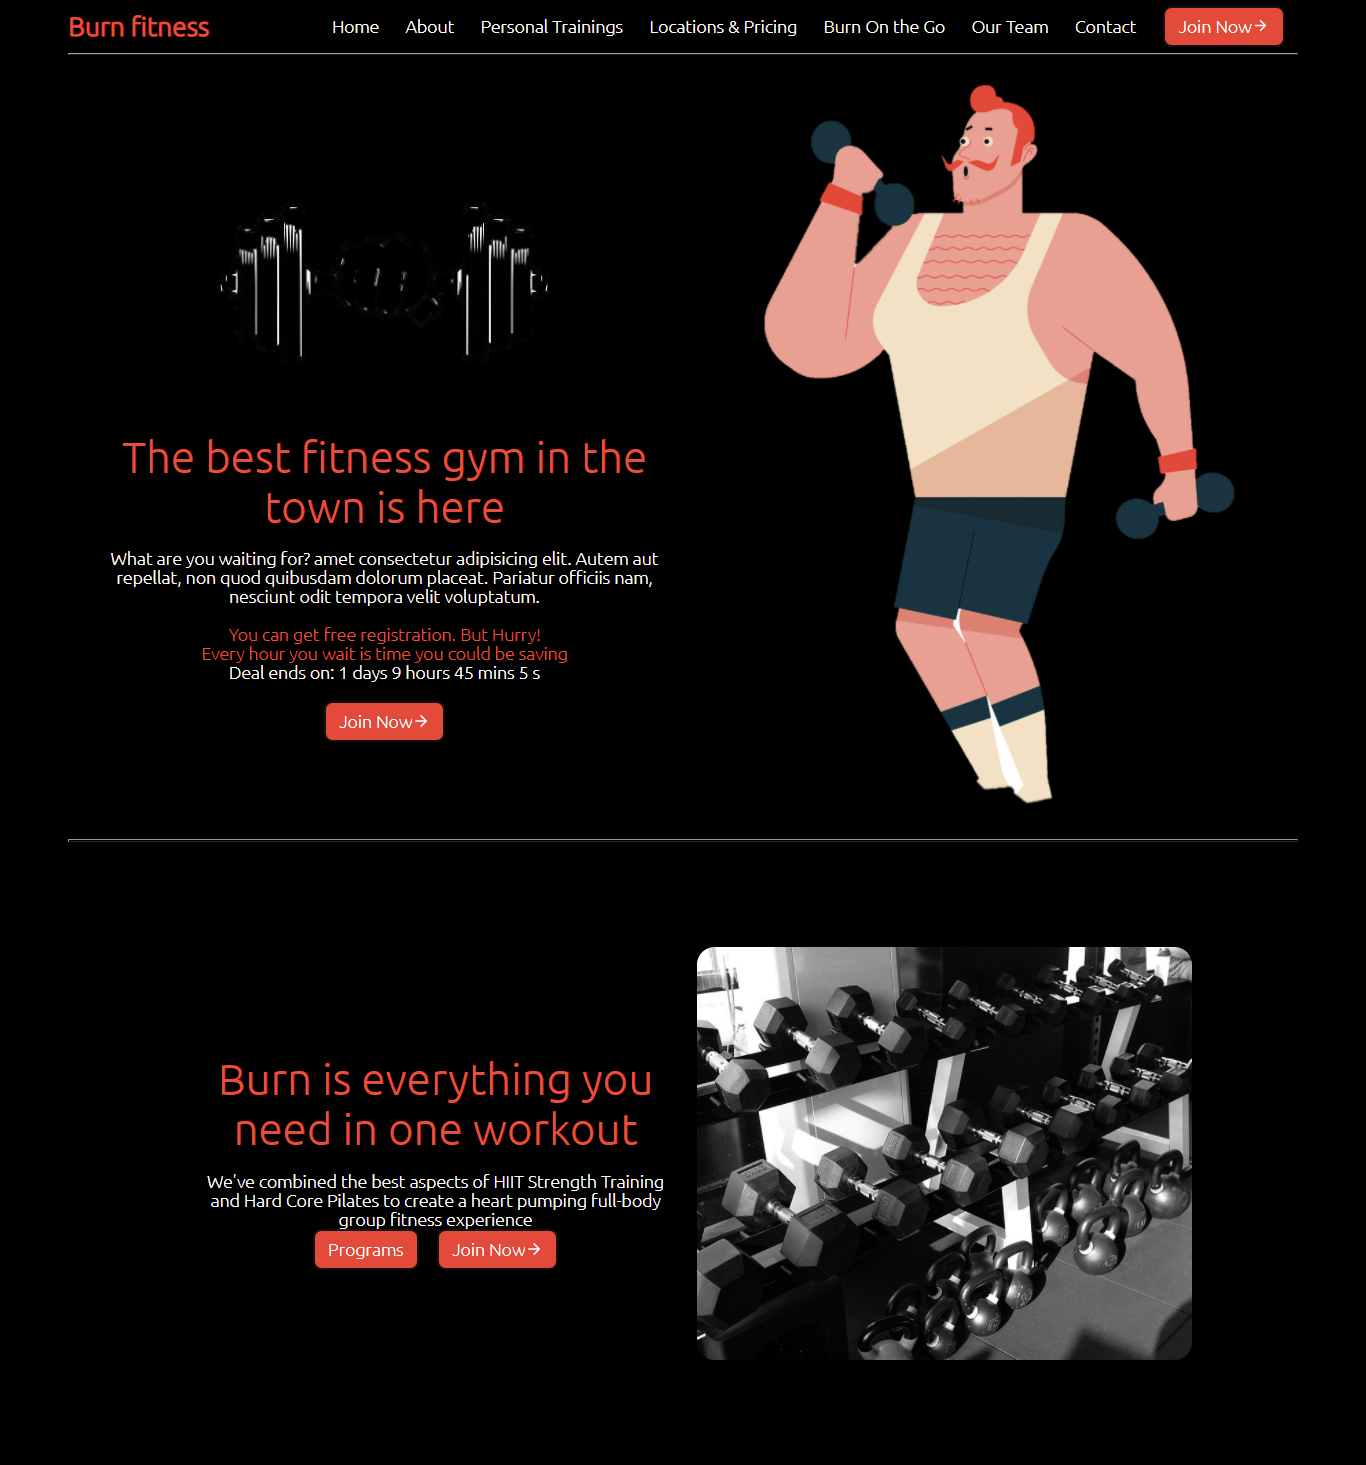 Burn fitness
Home About Personal Trainings Locations & Pricing Burn On the Go Our Team Contact Join Now→
The best fitness gym in the
town is here
What are you waiting for? amet consectetur adipisicing elit. Autem aut
repellat, non quod quibusdam dolorum placeat. Pariatur officiis nam,
nesciunt odit tempora velit voluptatum.
You can get free registration. But Hurry!
Every hour you wait is time you could be saving
Deal ends on: 1 days 9 hours 45 mins 5 s
Join Now→
Burn is everything you
need in one workout
We've combined the best aspects of HIIT Strength Training
and Hard Core Pilates to create a heart pumping full-body
group fitness experience
Programs Join Now→